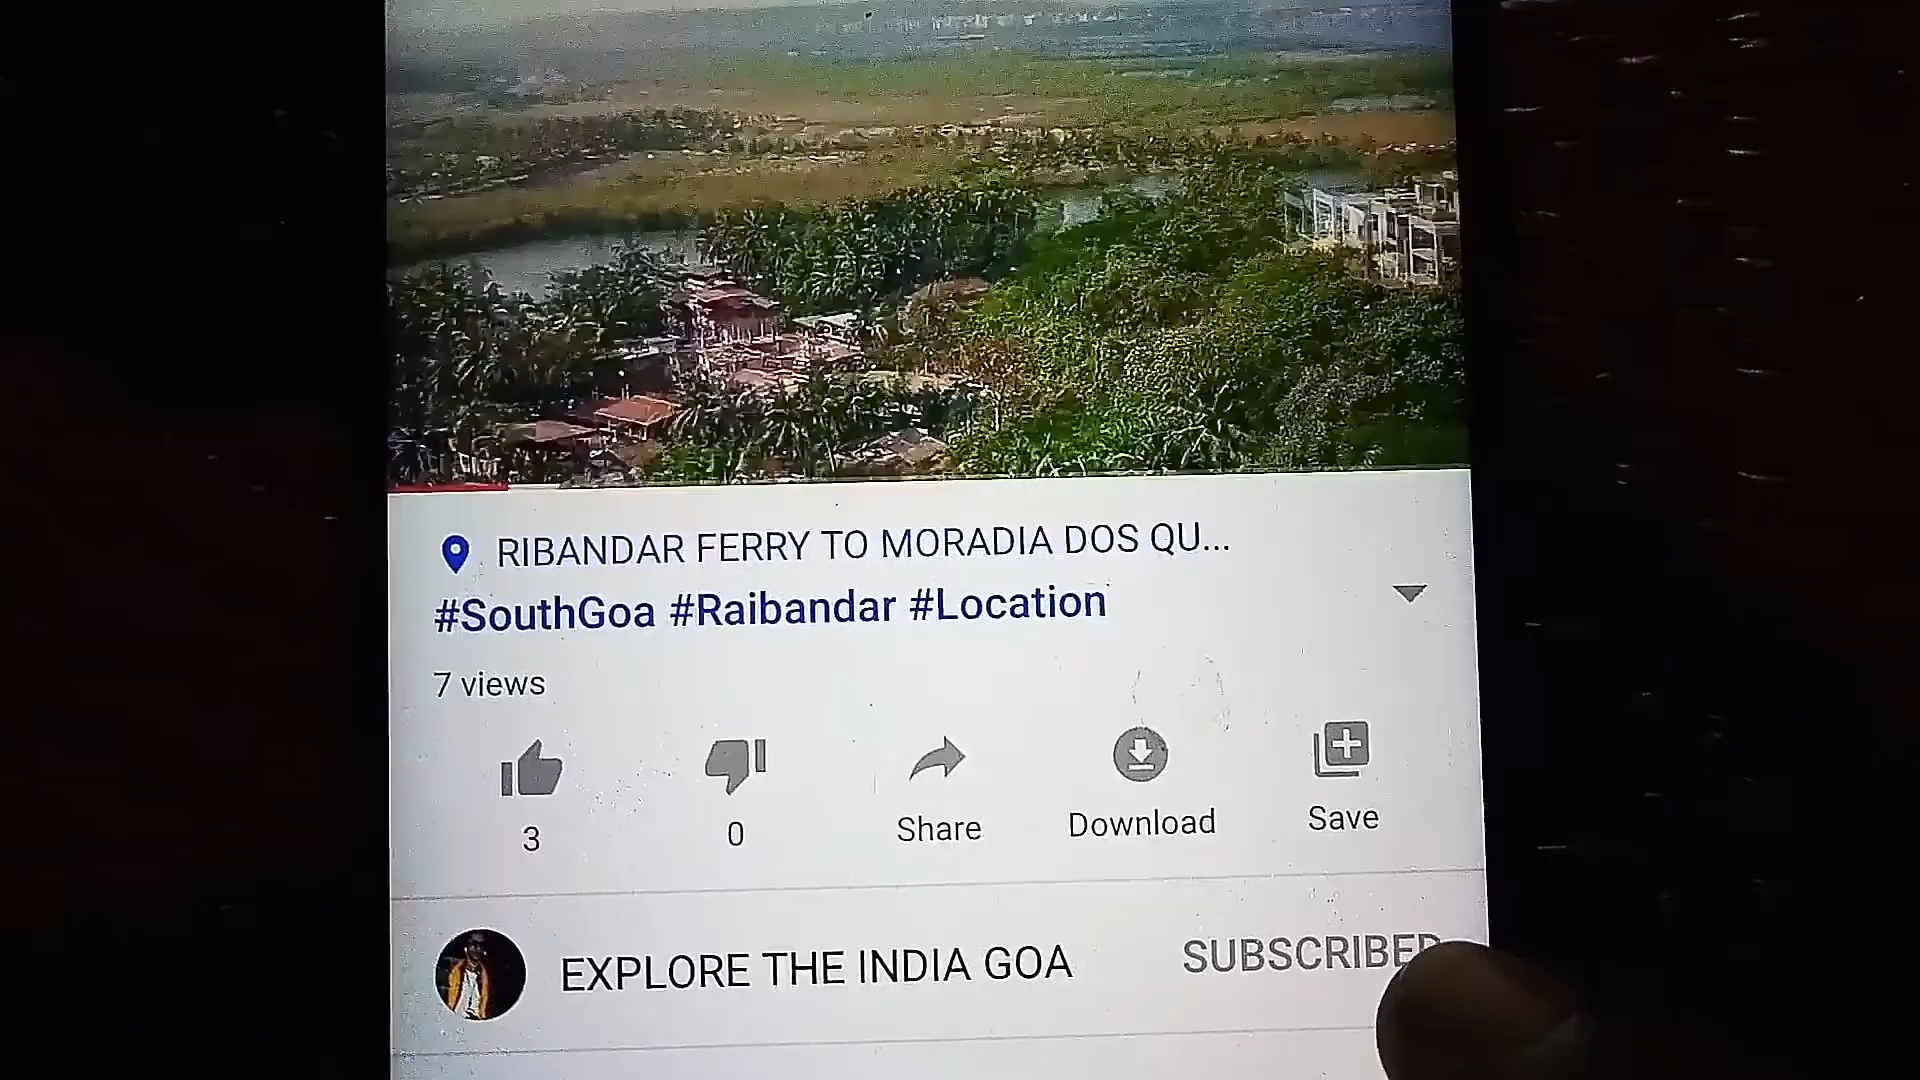 RIBANDAR FERRY TO MORADIA DOS QU...
#SouthGoa #Raibandar #Location
7 views
3
0
Share
Download
Save
EXPLORE THE INDIA GOA
SUBSCRIBED